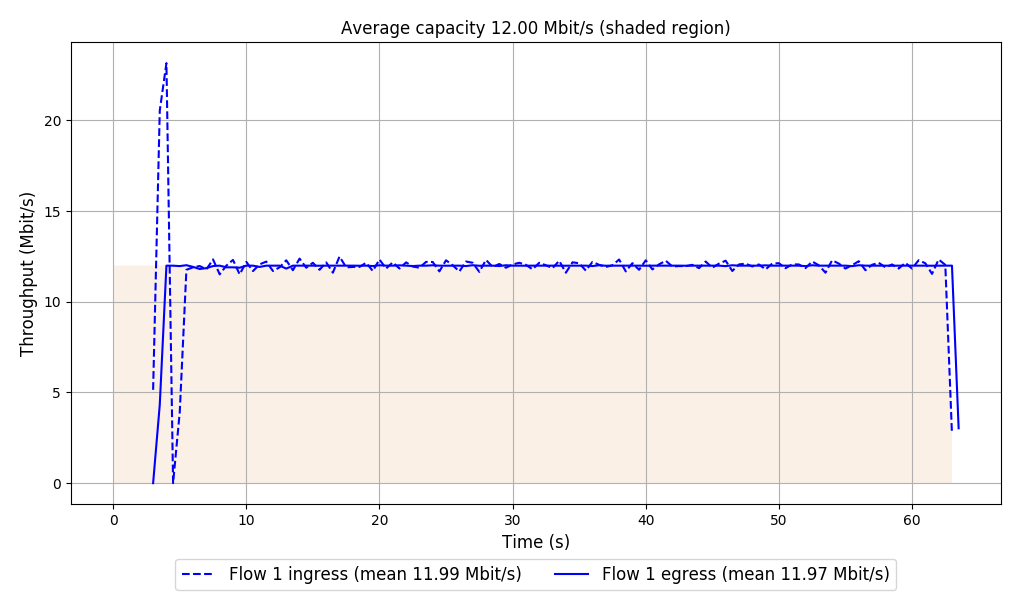 Average capacity 12.00 Mbit/s (shaded region)
Throughput (Mbit/s)
20
15
10
5
0
0 10 20 30 40 50 60
Time (s)
Flow 1 ingress (mean 11.99 Mbit/s) Flow 1 egress (mean 11.97 Mbit/s)